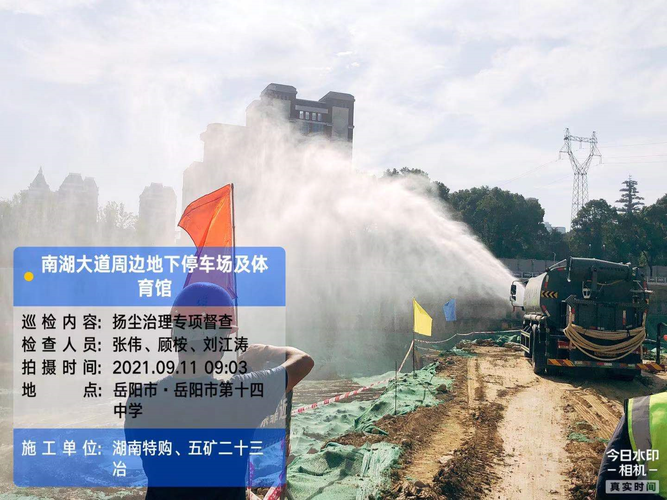 南湖大道周边地下停车场及体
育馆
巡检内容: 扬尘治理专项督查
检查人员: 张伟、顾桉、刘江涛
拍摄时间: 2021.09.11 09:03
地 点: 岳阳市·岳阳市第十四
中学
施工单位: 湖南特购、五矿二十三
冶
今日水印
相机
真实时间